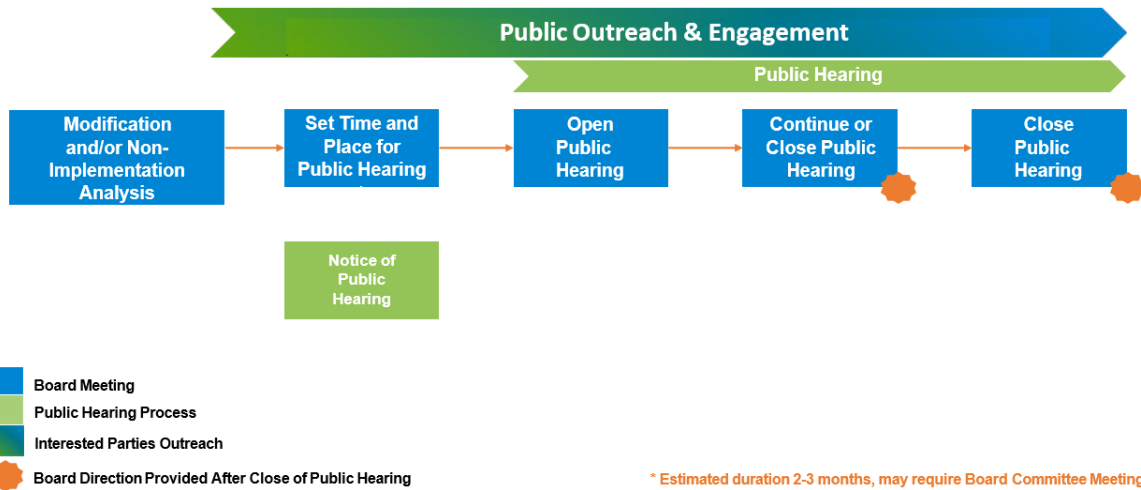 Public Outreach & Engagement
Public Hearing
Modification
and/or Non-
Implementation
Analysis
Set Time and
Place for
Public Hearing
Open
Public
Hearing
Continue or
Close Public
Hearing
Close
Public
Hearing
Notice of
Public
Hearing
Board Meeting
Public Hearing Process
Interested Parties Outreach
Board Direction Provided After Close of Public Hearing
* Estimated duration 2-3 months, may require Board Committee Meeting